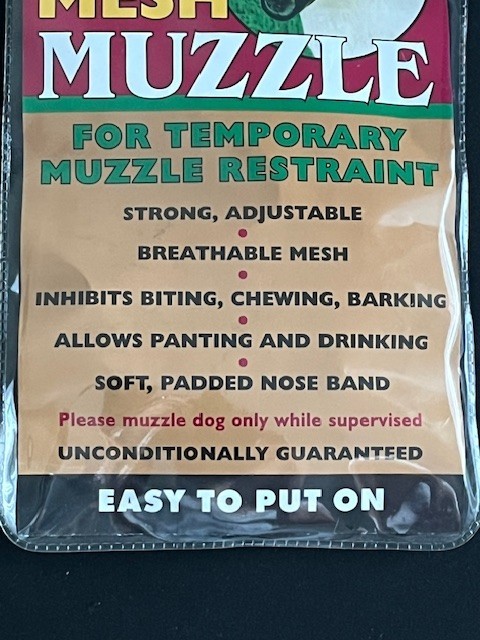 MESH
MUZZLE
FOR TEMPORARY
MUZZLE RESTRAINT
STRONG, ADJUSTABLE
•
BREATHABLE MESH
•
INHIBITS BITING, CHEWING, BARKING
•
ALLOWS PANTING AND DRINKING
•
SOFT, PADDED NOSE BAND
Please muzzle dog only while supervised
UNCONDITIONALLY GUARANTEED
EASY TO PUT ON